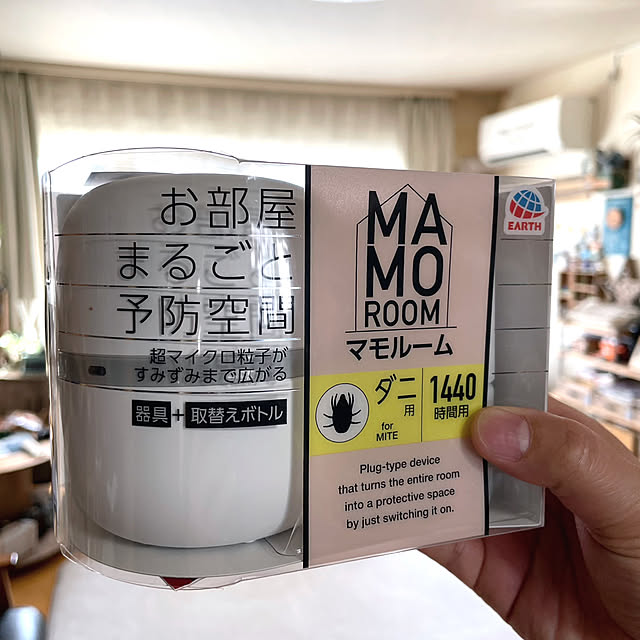 お部屋
まるごと
予防空間
超マイクロ粒子が
すみずみまで広がる
器具+取替えボトル
MA
MO
ROOM
マモルーム
ダニ用
for
MITE
1440
時間用
Plug-type device
that turns the entire room
into a protective space
by just switching it on.
EARTH